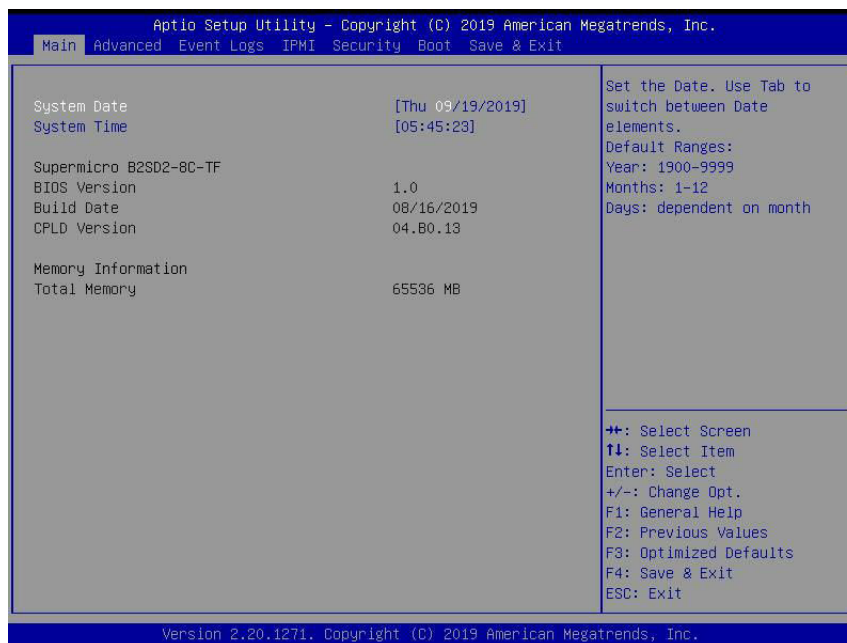 Aptio Setup Utility – Copyright (C) 2019 American Megatrends, Inc.
Main Advanced Event Logs IPMI Security Boot Save & Exit
System Date [Thu 09/19/2019]
System Time [05:45:23]
Supermicro B2SD2-8C-TF
BIOS Version 1.0
Build Date 08/16/2019
CPLD Version 04.B0.13
Memory Information
Total Memory 65536 MB
Set the Date. Use Tab to
switch between Date
elements.
Default Ranges:
Year: 1900-9999
Months: 1-12
Days: dependent on month
→←: Select Screen
↑↓: Select Item
Enter: Select
+/-: Change Opt.
F1: General Help
F2: Previous Values
F3: Optimized Defaults
F4: Save & Exit
ESC: Exit
Version 2.20.1271. Copyright (C) 2019 American Megatrends, Inc.